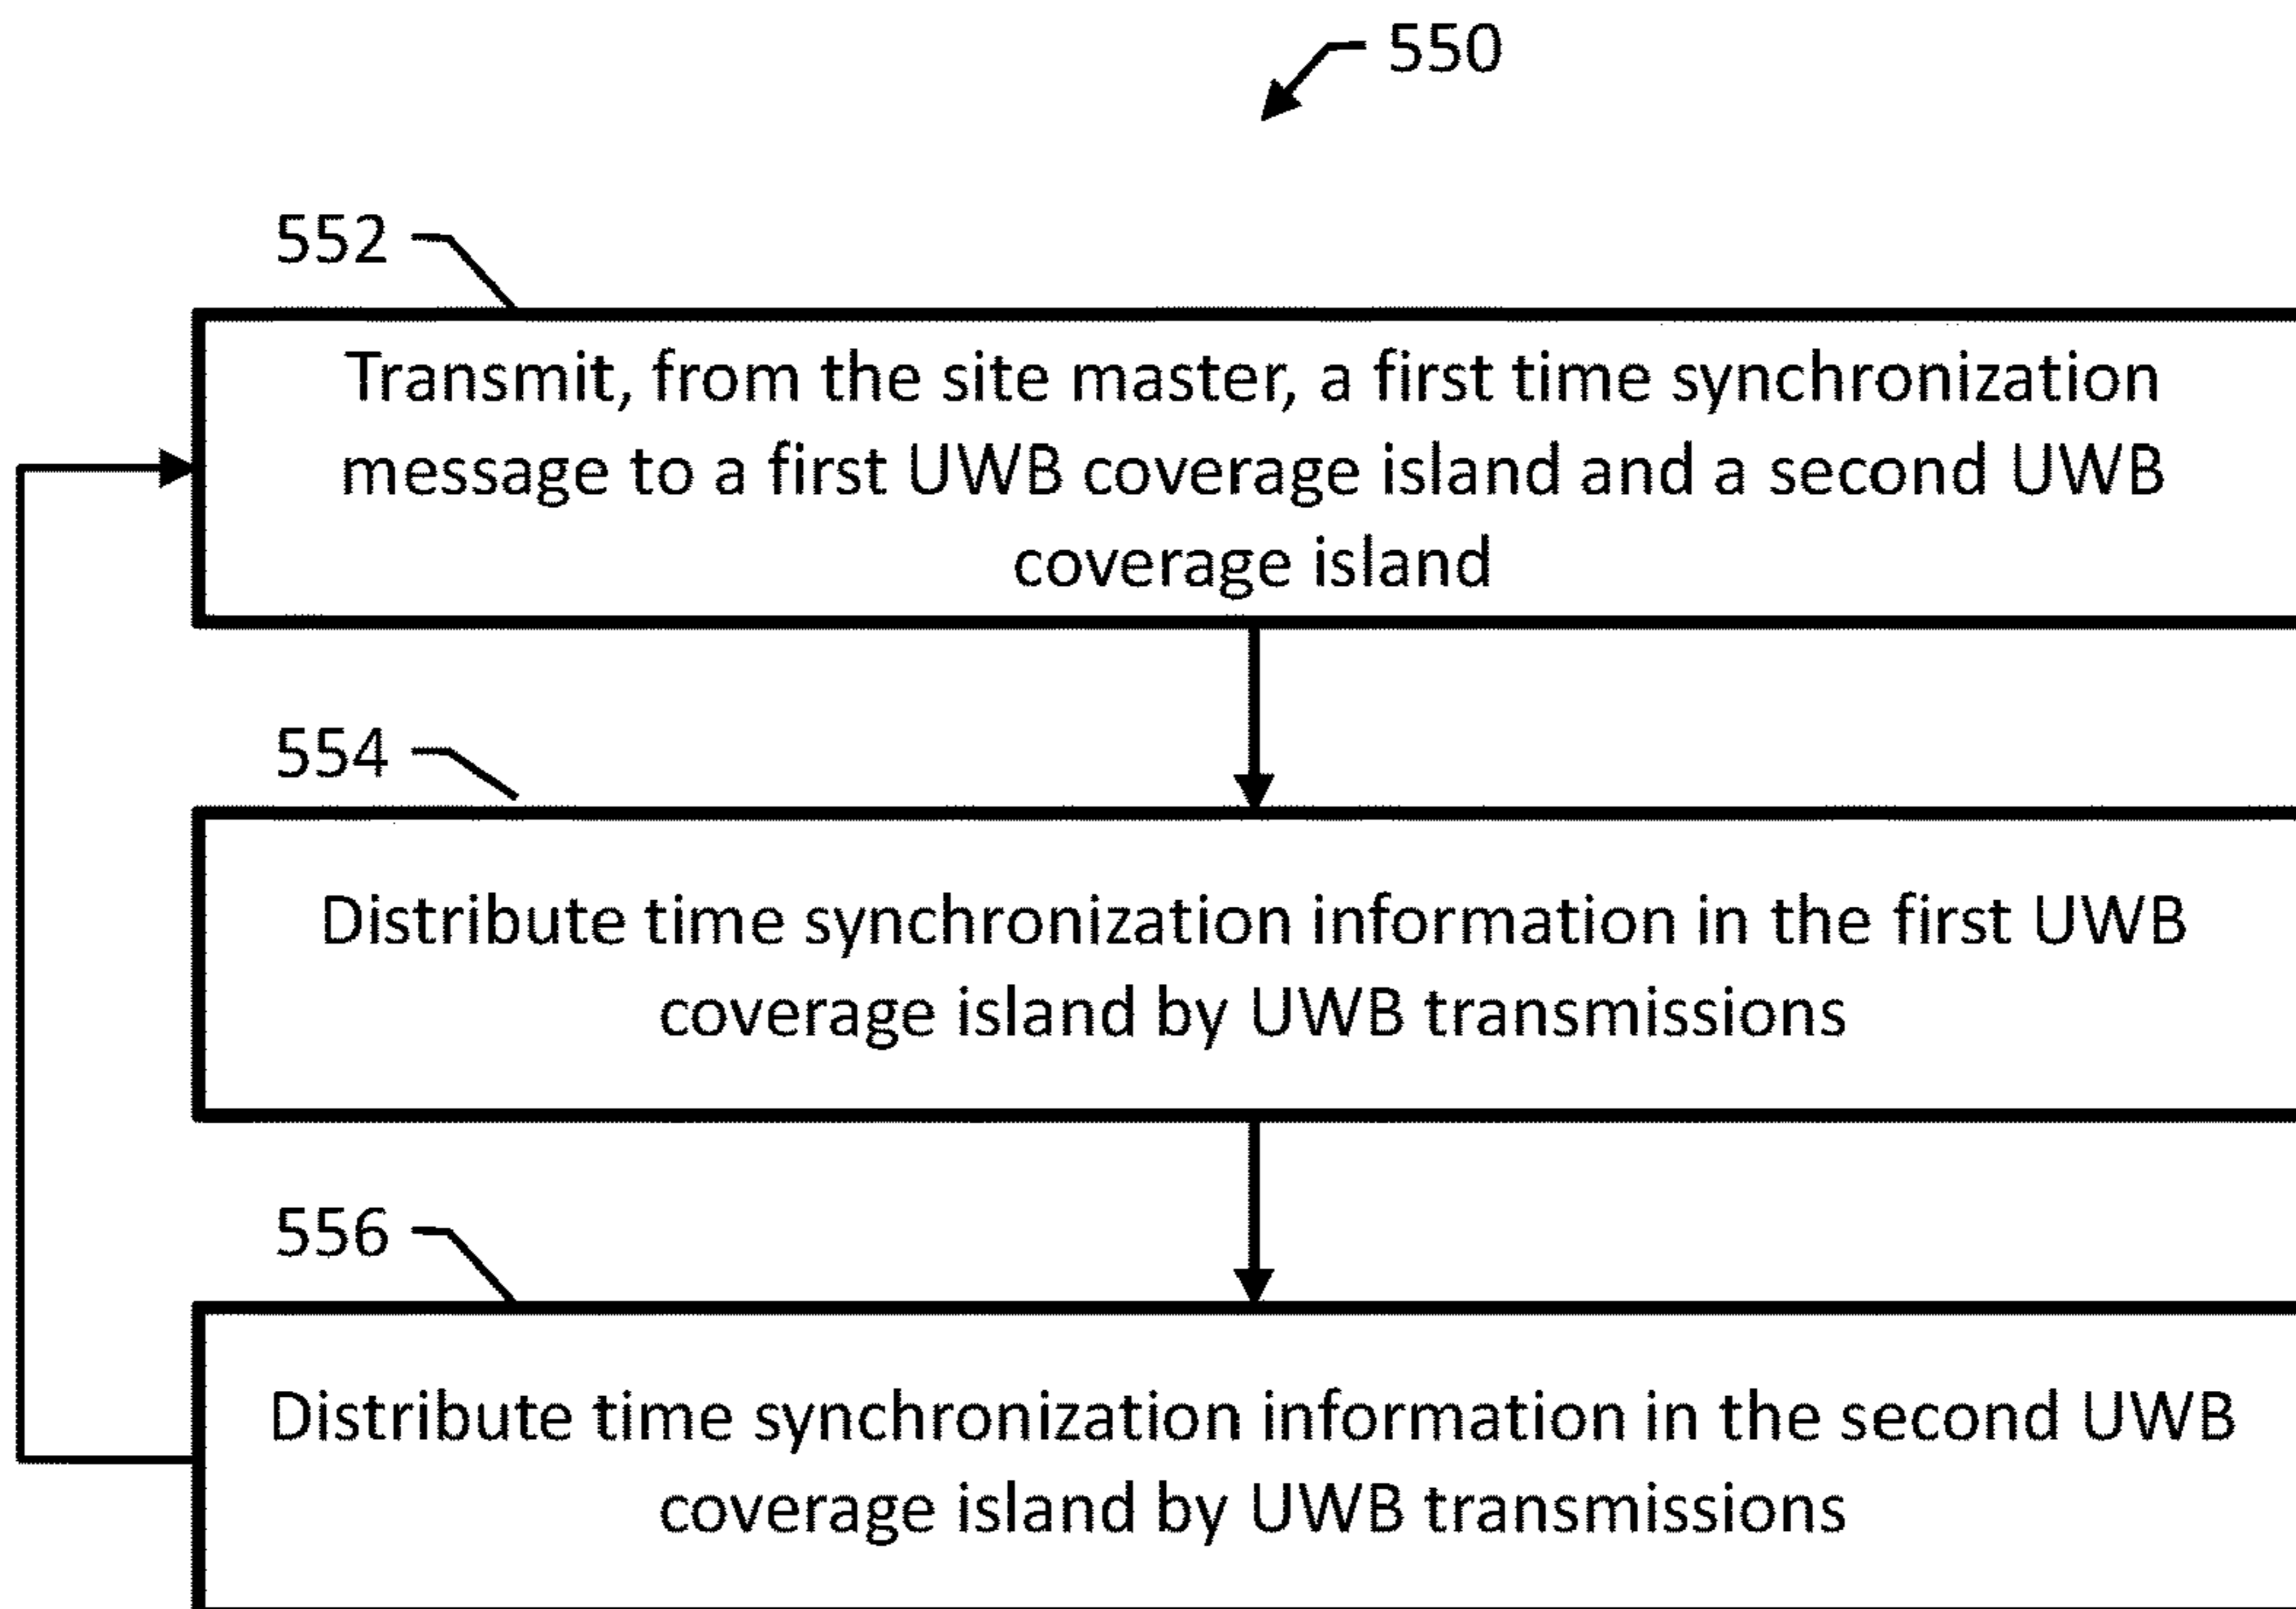 550
552
Transmit, from the site master, a first time synchronization
message to a first UWB coverage island and a second UWB
coverage island
554
Distribute time synchronization information in the first UWB
coverage island by UWB transmissions
556
Distribute time synchronization information in the second UWB
coverage island by UWB transmissions